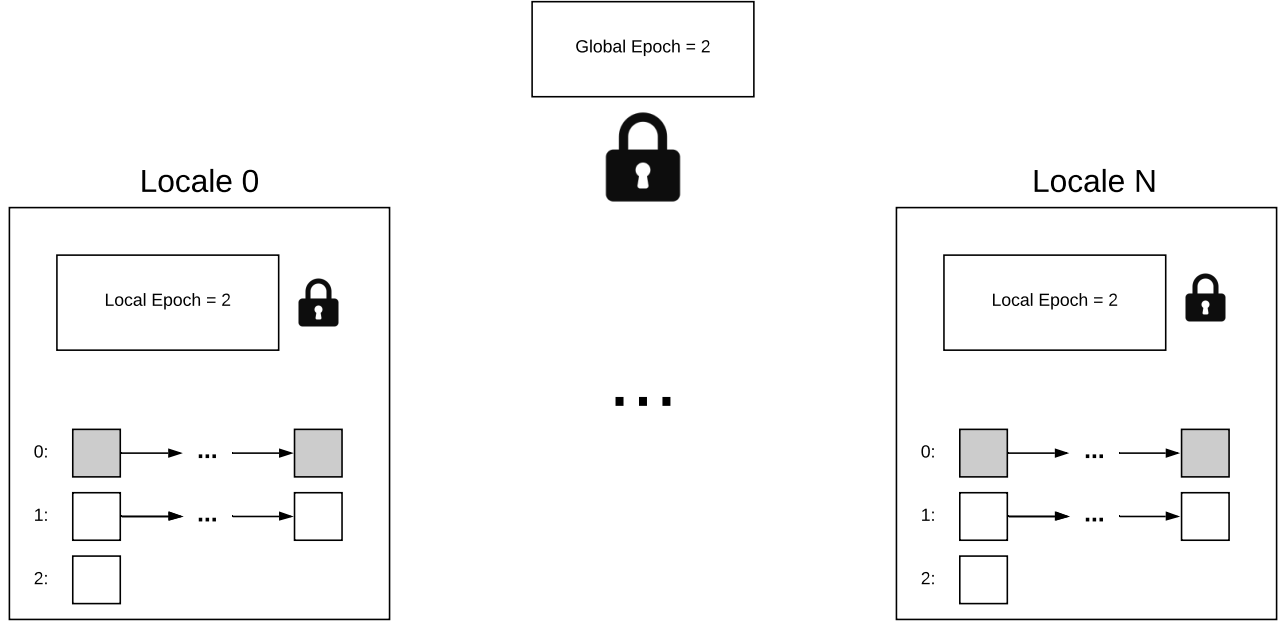 Global Epoch = 2
Locale 0
Locale N
Local Epoch = 2
Local Epoch = 2
0:
...
0:
...
1:
...
1:
...
2:
2:
...